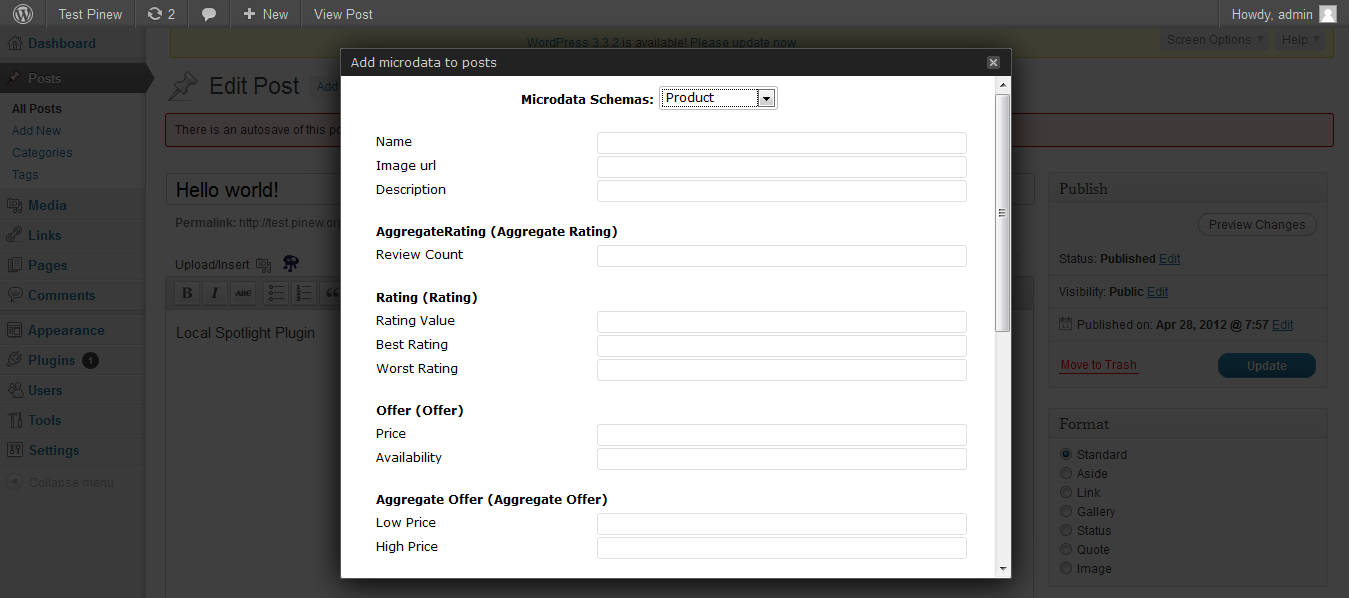 Test Pinew 2 + New View Post Howdy, admin
Dashboard
WordPress 3.3.2 is available! Please update now.
Screen Options Help
Posts
All Posts
Add New
Categories
Tags
Media
Links
Pages
Comments
Appearance
Plugins 1
Users
Tools
Settings
Collapse menu
Edit Post Add
There is an autosave of this po
Hello world!
Permalink: http://test.pinew.org
Upload/Insert
B I ABC
Local Spotlight Plugin
Add microdata to posts
Microdata Schemas: Product
Name
Image url
Description
AggregateRating (Aggregate Rating)
Review Count
Rating (Rating)
Rating Value
Best Rating
Worst Rating
Offer (Offer)
Price
Availability
Aggregate Offer (Aggregate Offer)
Low Price
High Price
Publish
Preview Changes
Status: Published Edit
Visibility: Public Edit
Published on: Apr 28, 2012 @ 7:57 Edit
Move to Trash Update
Format
Standard
Aside
Link
Gallery
Status
Quote
Image